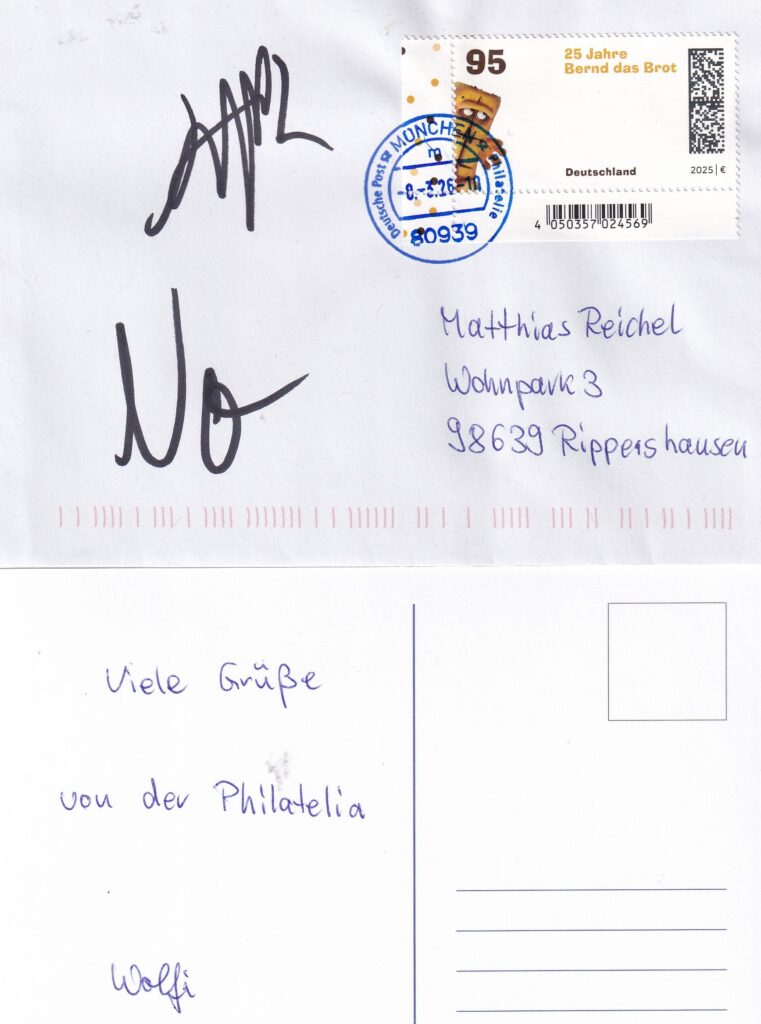 95
25 Jahre
Bernd das Brot
Deutschland
2025 | €
4 050357 024569
Deutsche Post MÜNCHEN Philatelie
m
80939
No
Matthias Reichel
Wohnpark 3
98639 Rippershausen
Viele Grüße
von der Philatelia
Wolfi